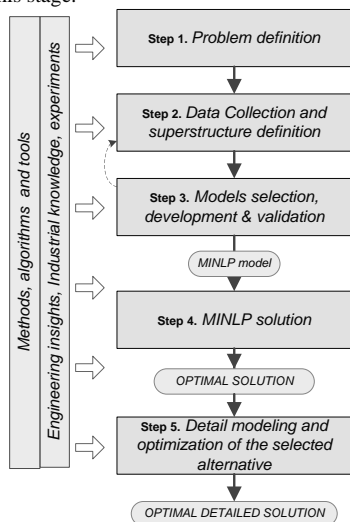 his stage.
Methods, algorithms and tools
Engineering insights, Industrial knowledge, experiments
Step 1. Problem definition
Step 2. Data Collection and
superstructure definition
Step 3. Models selection,
development & validation
MINLP model
Step 4. MINLP solution
OPTIMAL SOLUTION
Step 5. Detail modeling and
optimization of the selected
alternative
OPTIMAL DETAILED SOLUTION